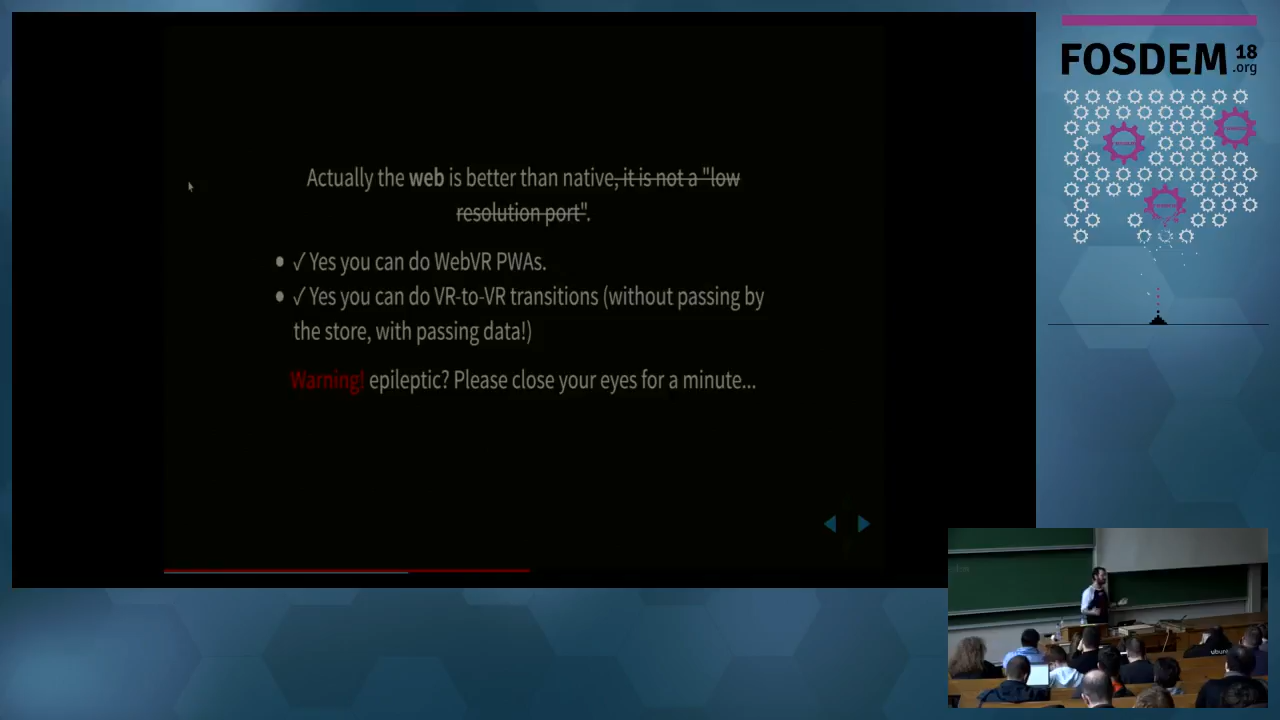 Actually the web is better than native, it is not a "low
resolution port".
✓ Yes you can do WebVR PWAs.
✓ Yes you can do VR-to-VR transitions (without passing by
the store, with passing data!)
Warning! epileptic? Please close your eyes for a minute...
FOSDEM 18
.org
ubuntu